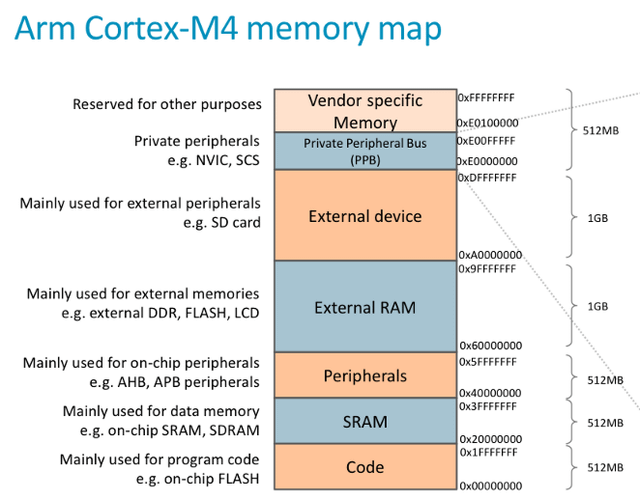 Arm Cortex-M4 memory map
Reserved for other purposes
Vendor specific
Memory
0xFFFFFFFF
0xE0100000
512MB
Private peripherals
e.g. NVIC, SCS
Private Peripheral Bus
(PPB)
0xE00FFFFF
0xE0000000
Mainly used for external peripherals
e.g. SD card
External device
0xDFFFFFFF
0xA0000000
1GB
Mainly used for external memories
e.g. external DDR, FLASH, LCD
External RAM
0x9FFFFFFF
0x60000000
1GB
Mainly used for on-chip peripherals
e.g. AHB, APB peripherals
Peripherals
0x5FFFFFFF
0x40000000
512MB
Mainly used for data memory
e.g. on-chip SRAM, SDRAM
SRAM
0x3FFFFFFF
0x20000000
512MB
Mainly used for program code
e.g. on-chip FLASH
Code
0x1FFFFFFF
0x00000000
512MB